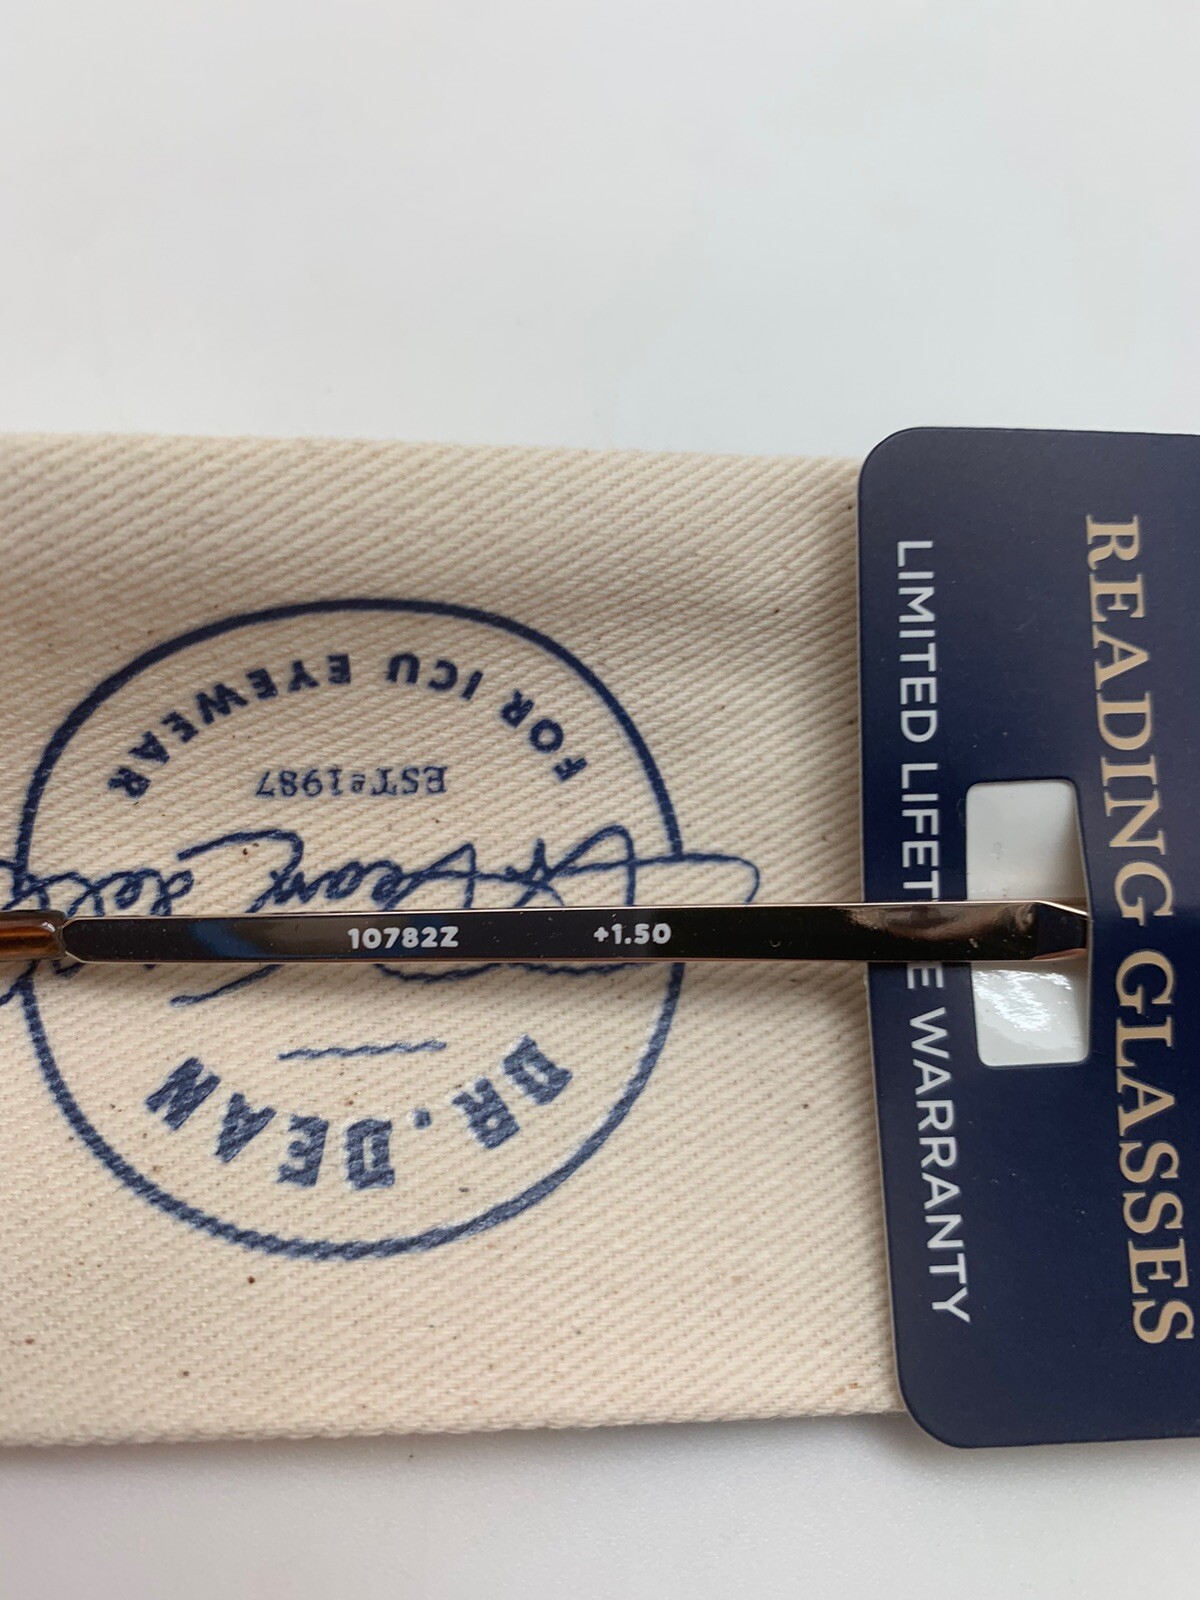 10782Z +1.50
READING GLASSES
LIMITED LIFET E WARRANTY
DR. DEAN
EST. 1987
FOR ICU EYEWEAR